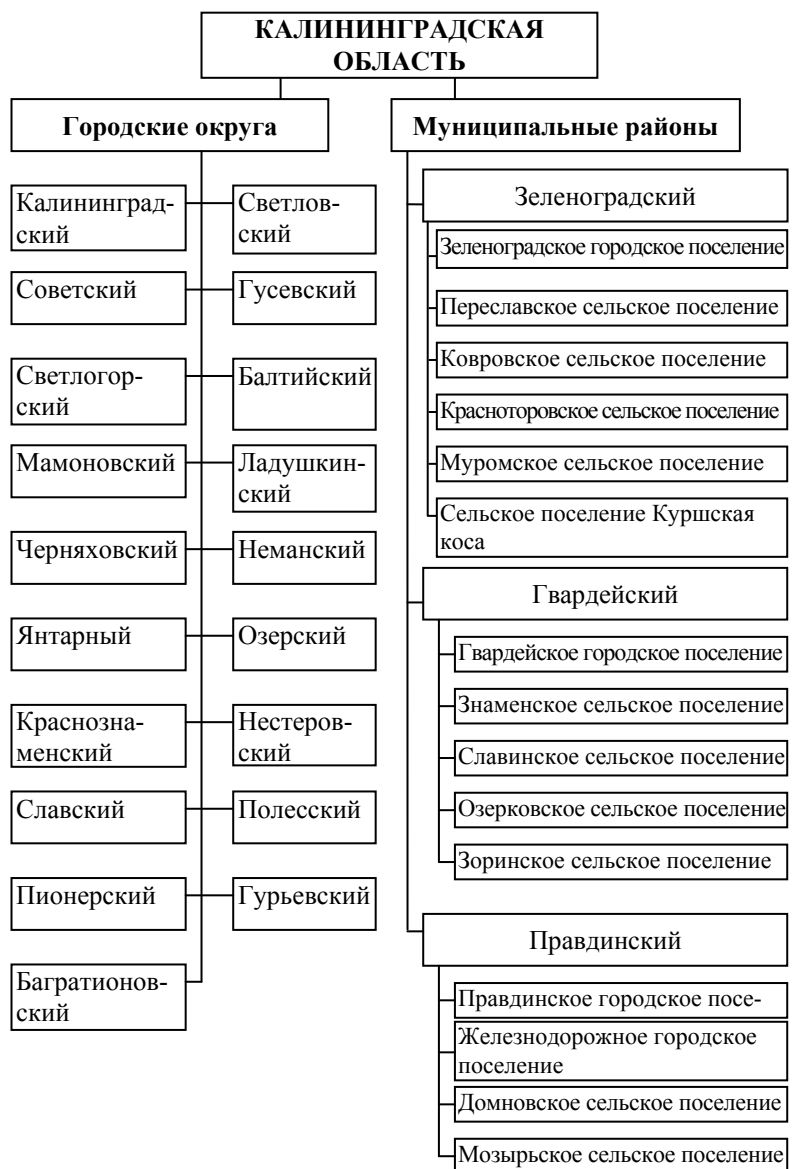 КАЛИНИНГРАДСКАЯ
ОБЛАСТЬ
Городские округа
Калининград-
ский
Светлов-
ский
Советский
Гусевский
Светлогор-
ский
Балтийский
Мамоновский
Ладушкин-
ский
Черняховский
Неманский
Янтарный
Озерский
Краснозна-
менский
Нестеров-
ский
Славский
Полесский
Пионерский
Гурьевский
Багратионов-
ский
Муниципальные районы
Зеленоградский
Зеленоградское городское поселение
Переславское сельское поселение
Ковровское сельское поселение
Красноторовское сельское поселение
Муромское сельское поселение
Сельское поселение Куршская
коса
Гвардейский
Гвардейское городское поселение
Знаменское сельское поселение
Славинское сельское поселение
Озерковское сельское поселение
Зоринское сельское поселение
Правдинский
Правдинское городское посе-
Железнодорожное городское
поселение
Домновское сельское поселение
Мозырьское сельское поселение